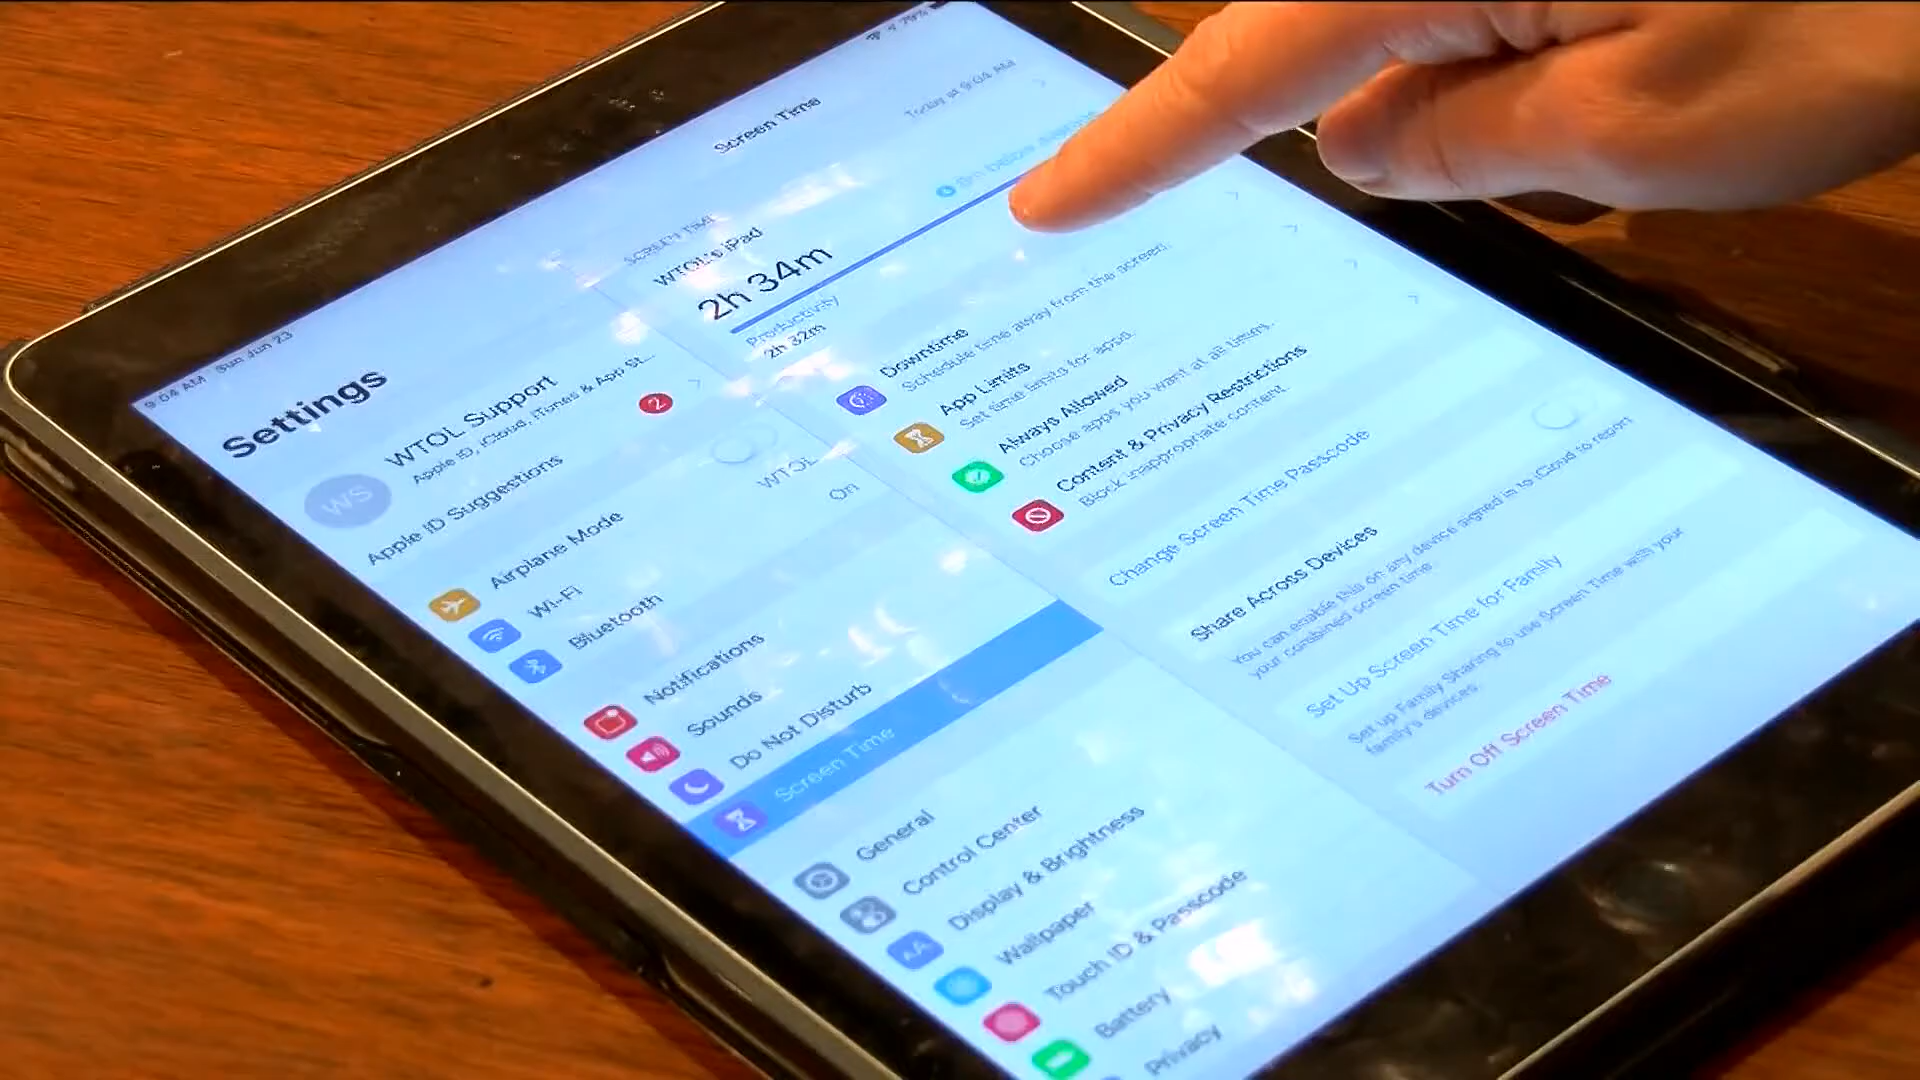 9:04 AM Sun Jun 23
79%
Settings
WS
WTOL Support
Apple ID, iCloud, iTunes & App St...
Apple ID Suggestions
2
Airplane Mode
Wi-Fi
WTOL
Bluetooth
On
Notifications
Sounds
Do Not Disturb
Screen Time
General
Control Center
AA
Display & Brightness
Wallpaper
Touch ID & Passcode
Battery
Privacy
Screen Time
SCREEN TIME
Today at 9:04 AM
WTOL's iPad
2h 34m
below
Productivity
2h 32m
Downtime
Schedule time away from the screen.
App Limits
Set time limits for apps.
Always Allowed
Choose apps you want at all times.
Content & Privacy Restrictions
Block inappropriate content.
Change Screen Time Passcode
Share Across Devices
You can enable this on any device signed in to iCloud to report
your combined screen time.
Set Up Screen Time for Family
Set up Family Sharing to use Screen Time with your
family's devices.
Turn Off Screen Time